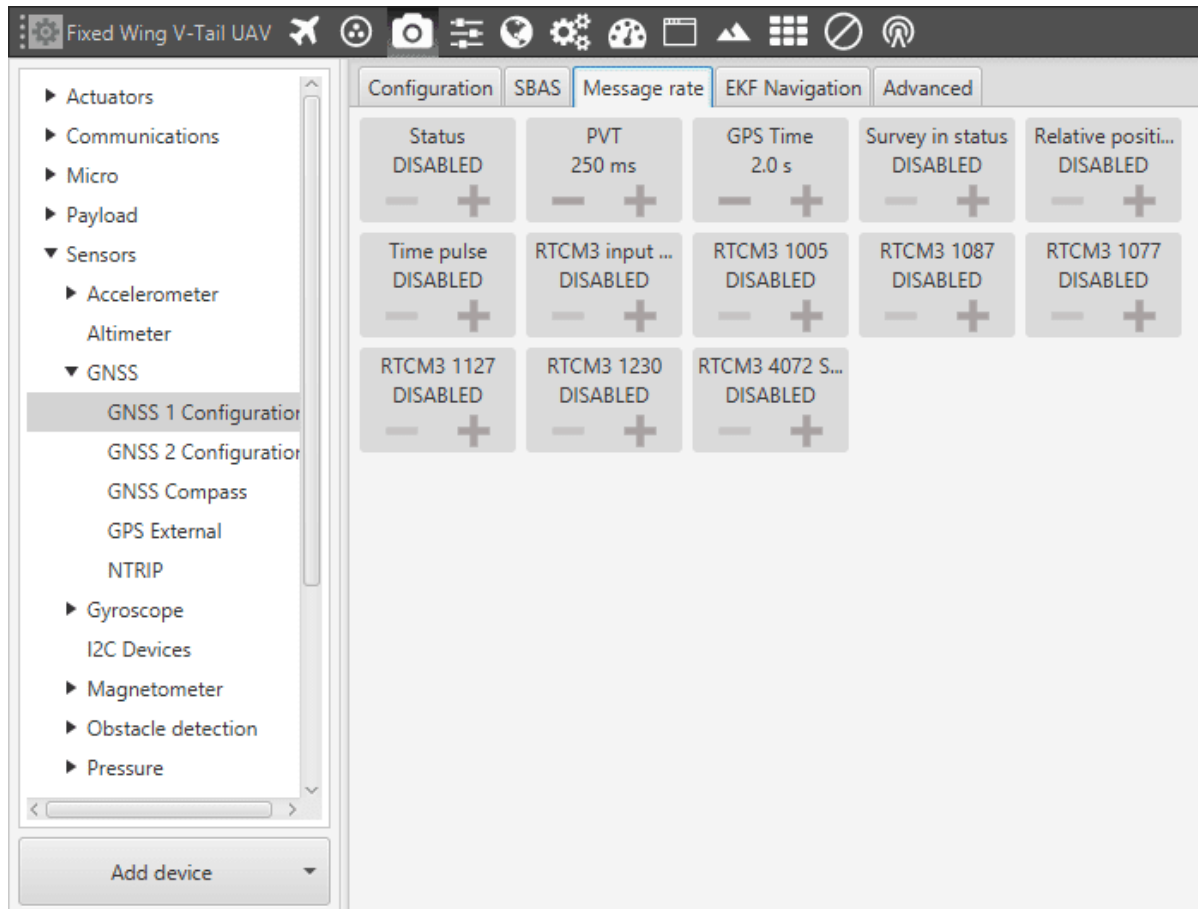 Fixed Wing V-Tail UAV
Actuators
Communications
Micro
Payload
Sensors
Accelerometer
Altimeter
GNSS
GNSS 1 Configuration
GNSS 2 Configuration
GNSS Compass
GPS External
NTRIP
Gyroscope
I2C Devices
Magnetometer
Obstacle detection
Pressure
Add device
Configuration SBAS Message rate EKF Navigation Advanced
Status PVT GPS Time Survey in status Relative positi...
DISABLED 250 ms 2.0 s DISABLED DISABLED
Time pulse RTCM3 input ... RTCM3 1005 RTCM3 1087 RTCM3 1077
DISABLED DISABLED DISABLED DISABLED DISABLED
RTCM3 1127 RTCM3 1230 RTCM3 4072 S...
DISABLED DISABLED DISABLED